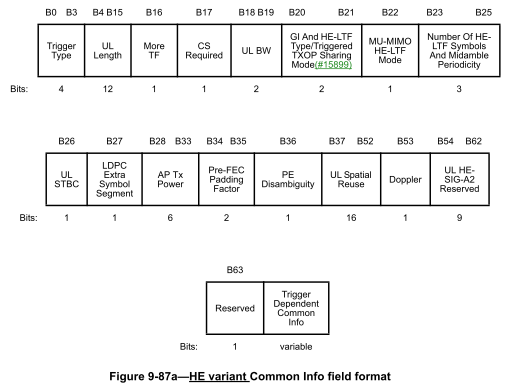 B0 B3 B4 B15 B16 B17 B18 B19 B20 B21 B22 B23 B25
Trigger Type UL Length More TF CS Required UL BW GI And HE-LTF Type/Triggered TXOP Sharing Mode(#15899) MU-MIMO HE-LTF Mode Number Of HE-LTF Symbols And Midamble Periodicity
Bits: 4 12 1 1 2 2 1 3
B26 B27 B28 B33 B34 B35 B36 B37 B52 B53 B54 B62
UL STBC LDPC Extra Symbol Segment AP Tx Power Pre-FEC Padding Factor PE Disambiguity UL Spatial Reuse Doppler UL HE-SIG-A2 Reserved
Bits: 1 1 6 2 1 16 1 9
B63
Reserved Trigger Dependent Common Info
Bits: 1 variable
Figure 9-87a—HE variant Common Info field format